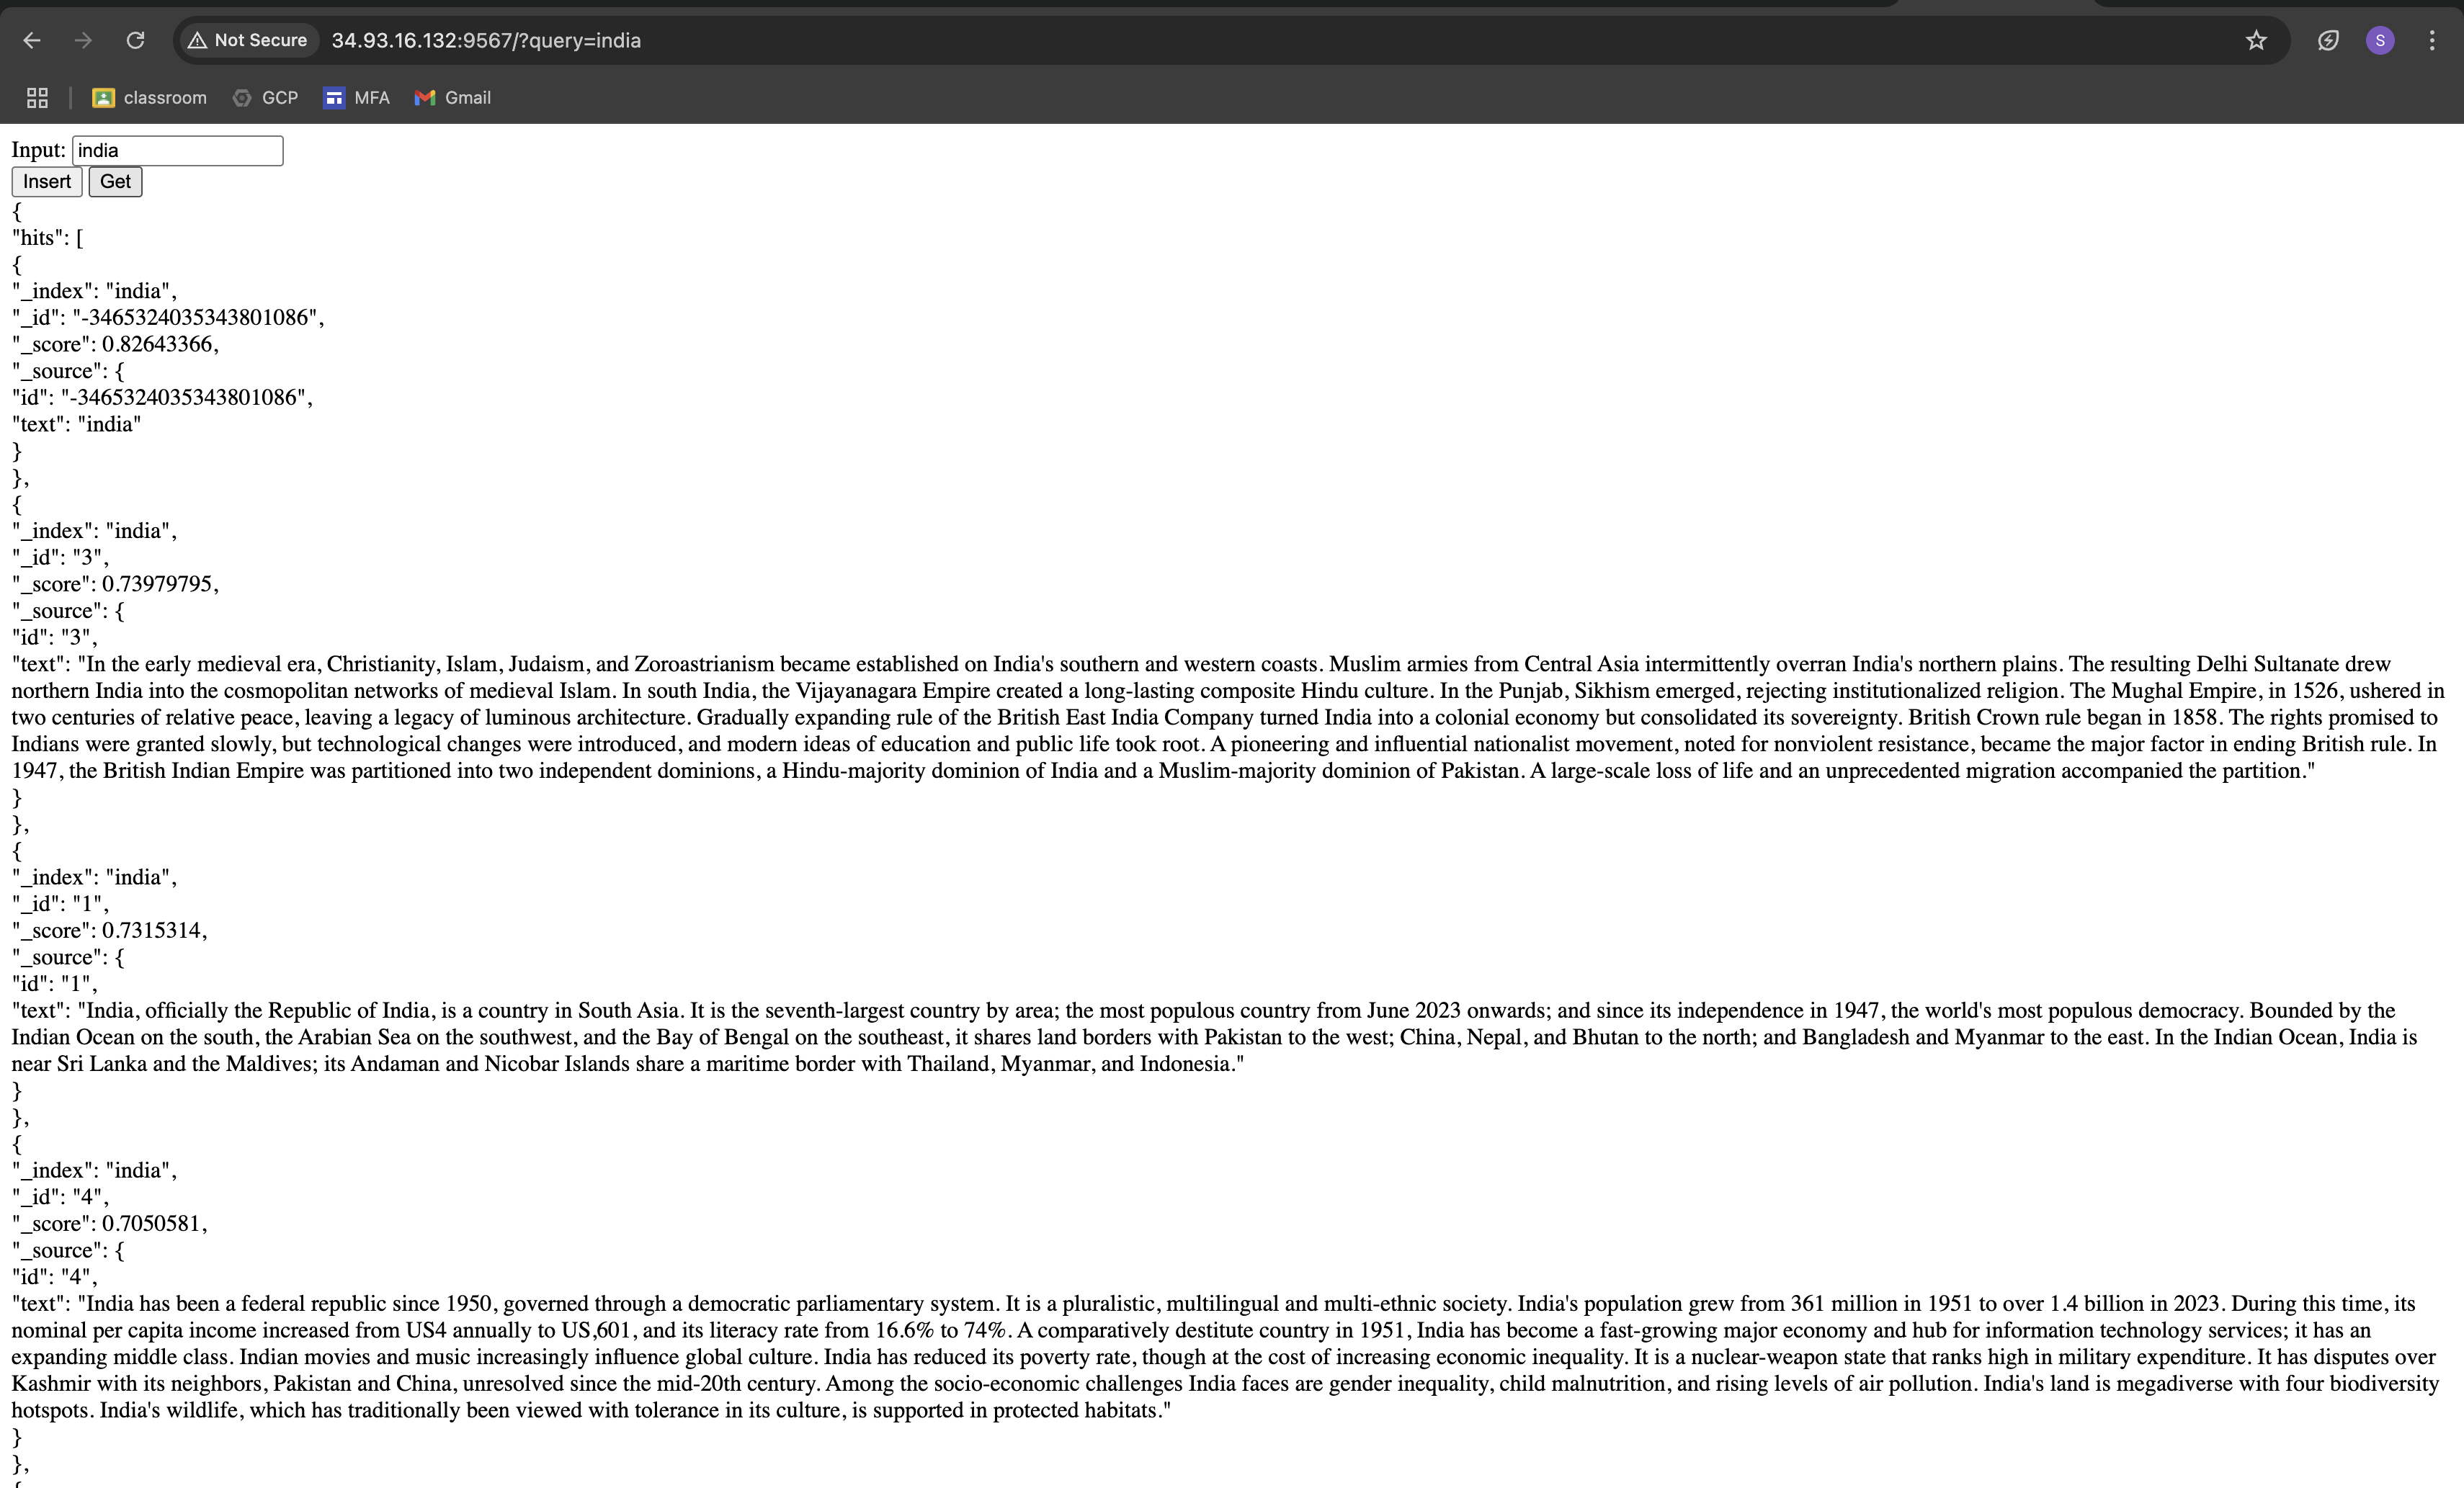 Not Secure 34.93.16.132:9567/?query=india S
classroom GCP MFA Gmail
Input: india
Insert Get
{
"hits": [
{
"_index": "india",
"_id": "-3465324035343801086",
"_score": 0.82643366,
"_source": {
"id": "-3465324035343801086",
"text": "india"
}
},
{
"_index": "india",
"_id": "3",
"_score": 0.73979795,
"_source": {
"id": "3",
"text": "In the early medieval era, Christianity, Islam, Judaism, and Zoroastrianism became established on India's southern and western coasts. Muslim armies from Central Asia intermittently overran India's northern plains. The resulting Delhi Sultanate drew
northern India into the cosmopolitan networks of medieval Islam. In south India, the Vijayanagara Empire created a long-lasting composite Hindu culture. In the Punjab, Sikhism emerged, rejecting institutionalized religion. The Mughal Empire, in 1526, ushered in
two centuries of relative peace, leaving a legacy of luminous architecture. Gradually expanding rule of the British East India Company turned India into a colonial economy but consolidated its sovereignty. British Crown rule began in 1858. The rights promised to
Indians were granted slowly, but technological changes were introduced, and modern ideas of education and public life took root. A pioneering and influential nationalist movement, noted for nonviolent resistance, became the major factor in ending British rule. In
1947, the British Indian Empire was partitioned into two independent dominions, a Hindu-majority dominion of India and a Muslim-majority dominion of Pakistan. A large-scale loss of life and an unprecedented migration accompanied the partition."
}
},
{
"_index": "india",
"_id": "1",
"_score": 0.7315314,
"_source": {
"id": "1",
"text": "India, officially the Republic of India, is a country in South Asia. It is the seventh-largest country by area; the most populous country from June 2023 onwards; and since its independence in 1947, the world's most populous democracy. Bounded by the
Indian Ocean on the south, the Arabian Sea on the southwest, and the Bay of Bengal on the southeast, it shares land borders with Pakistan to the west; China, Nepal, and Bhutan to the north; and Bangladesh and Myanmar to the east. In the Indian Ocean, India is
near Sri Lanka and the Maldives; its Andaman and Nicobar Islands share a maritime border with Thailand, Myanmar, and Indonesia."
}
},
{
"_index": "india",
"_id": "4",
"_score": 0.7050581,
"_source": {
"id": "4",
"text": "India has been a federal republic since 1950, governed through a democratic parliamentary system. It is a pluralistic, multilingual and multi-ethnic society. India's population grew from 361 million in 1951 to over 1.4 billion in 2023. During this time, its
nominal per capita income increased from US4 annually to US,601, and its literacy rate from 16.6% to 74%. A comparatively destitute country in 1951, India has become a fast-growing major economy and hub for information technology services; it has an
expanding middle class. Indian movies and music increasingly influence global culture. India has reduced its poverty rate, though at the cost of increasing economic inequality. It is a nuclear-weapon state that ranks high in military expenditure. It has disputes over
Kashmir with its neighbors, Pakistan and China, unresolved since the mid-20th century. Among the socio-economic challenges India faces are gender inequality, child malnutrition, and rising levels of air pollution. India's land is megadiverse with four biodiversity
hotspots. India's wildlife, which has traditionally been viewed with tolerance in its culture, is supported in protected habitats."
}
},
{